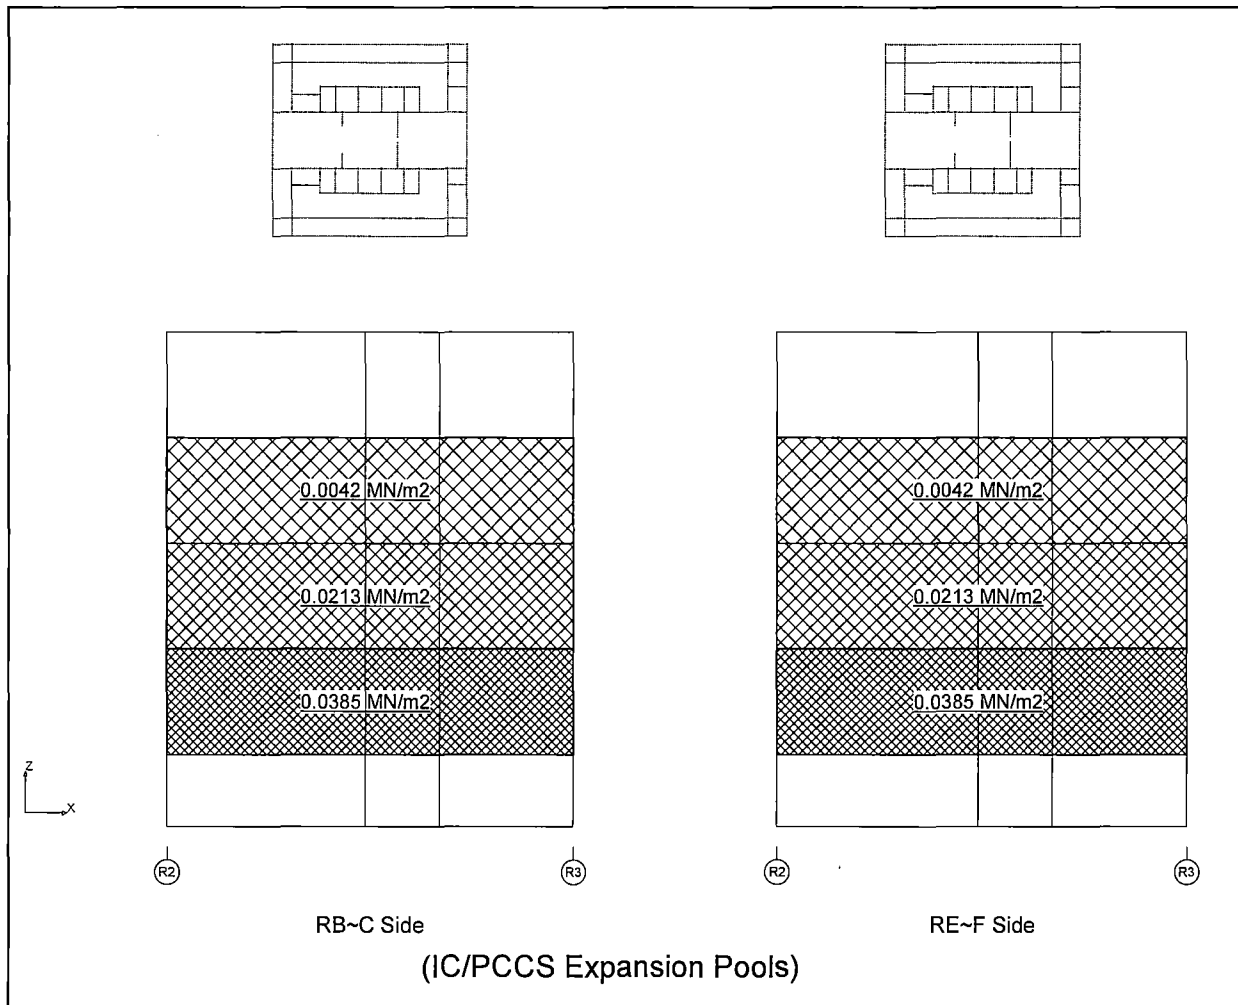 0.0042 MN/m2
0.0042 MN/m2
0.0213 MN/m2
0.0213 MN/m2
0.0385 MN/m2
0.0385 MN/m2
Z
X
R2
R3
R2
R3
RB~C Side
RE~F Side
(IC/PCCS Expansion Pools)